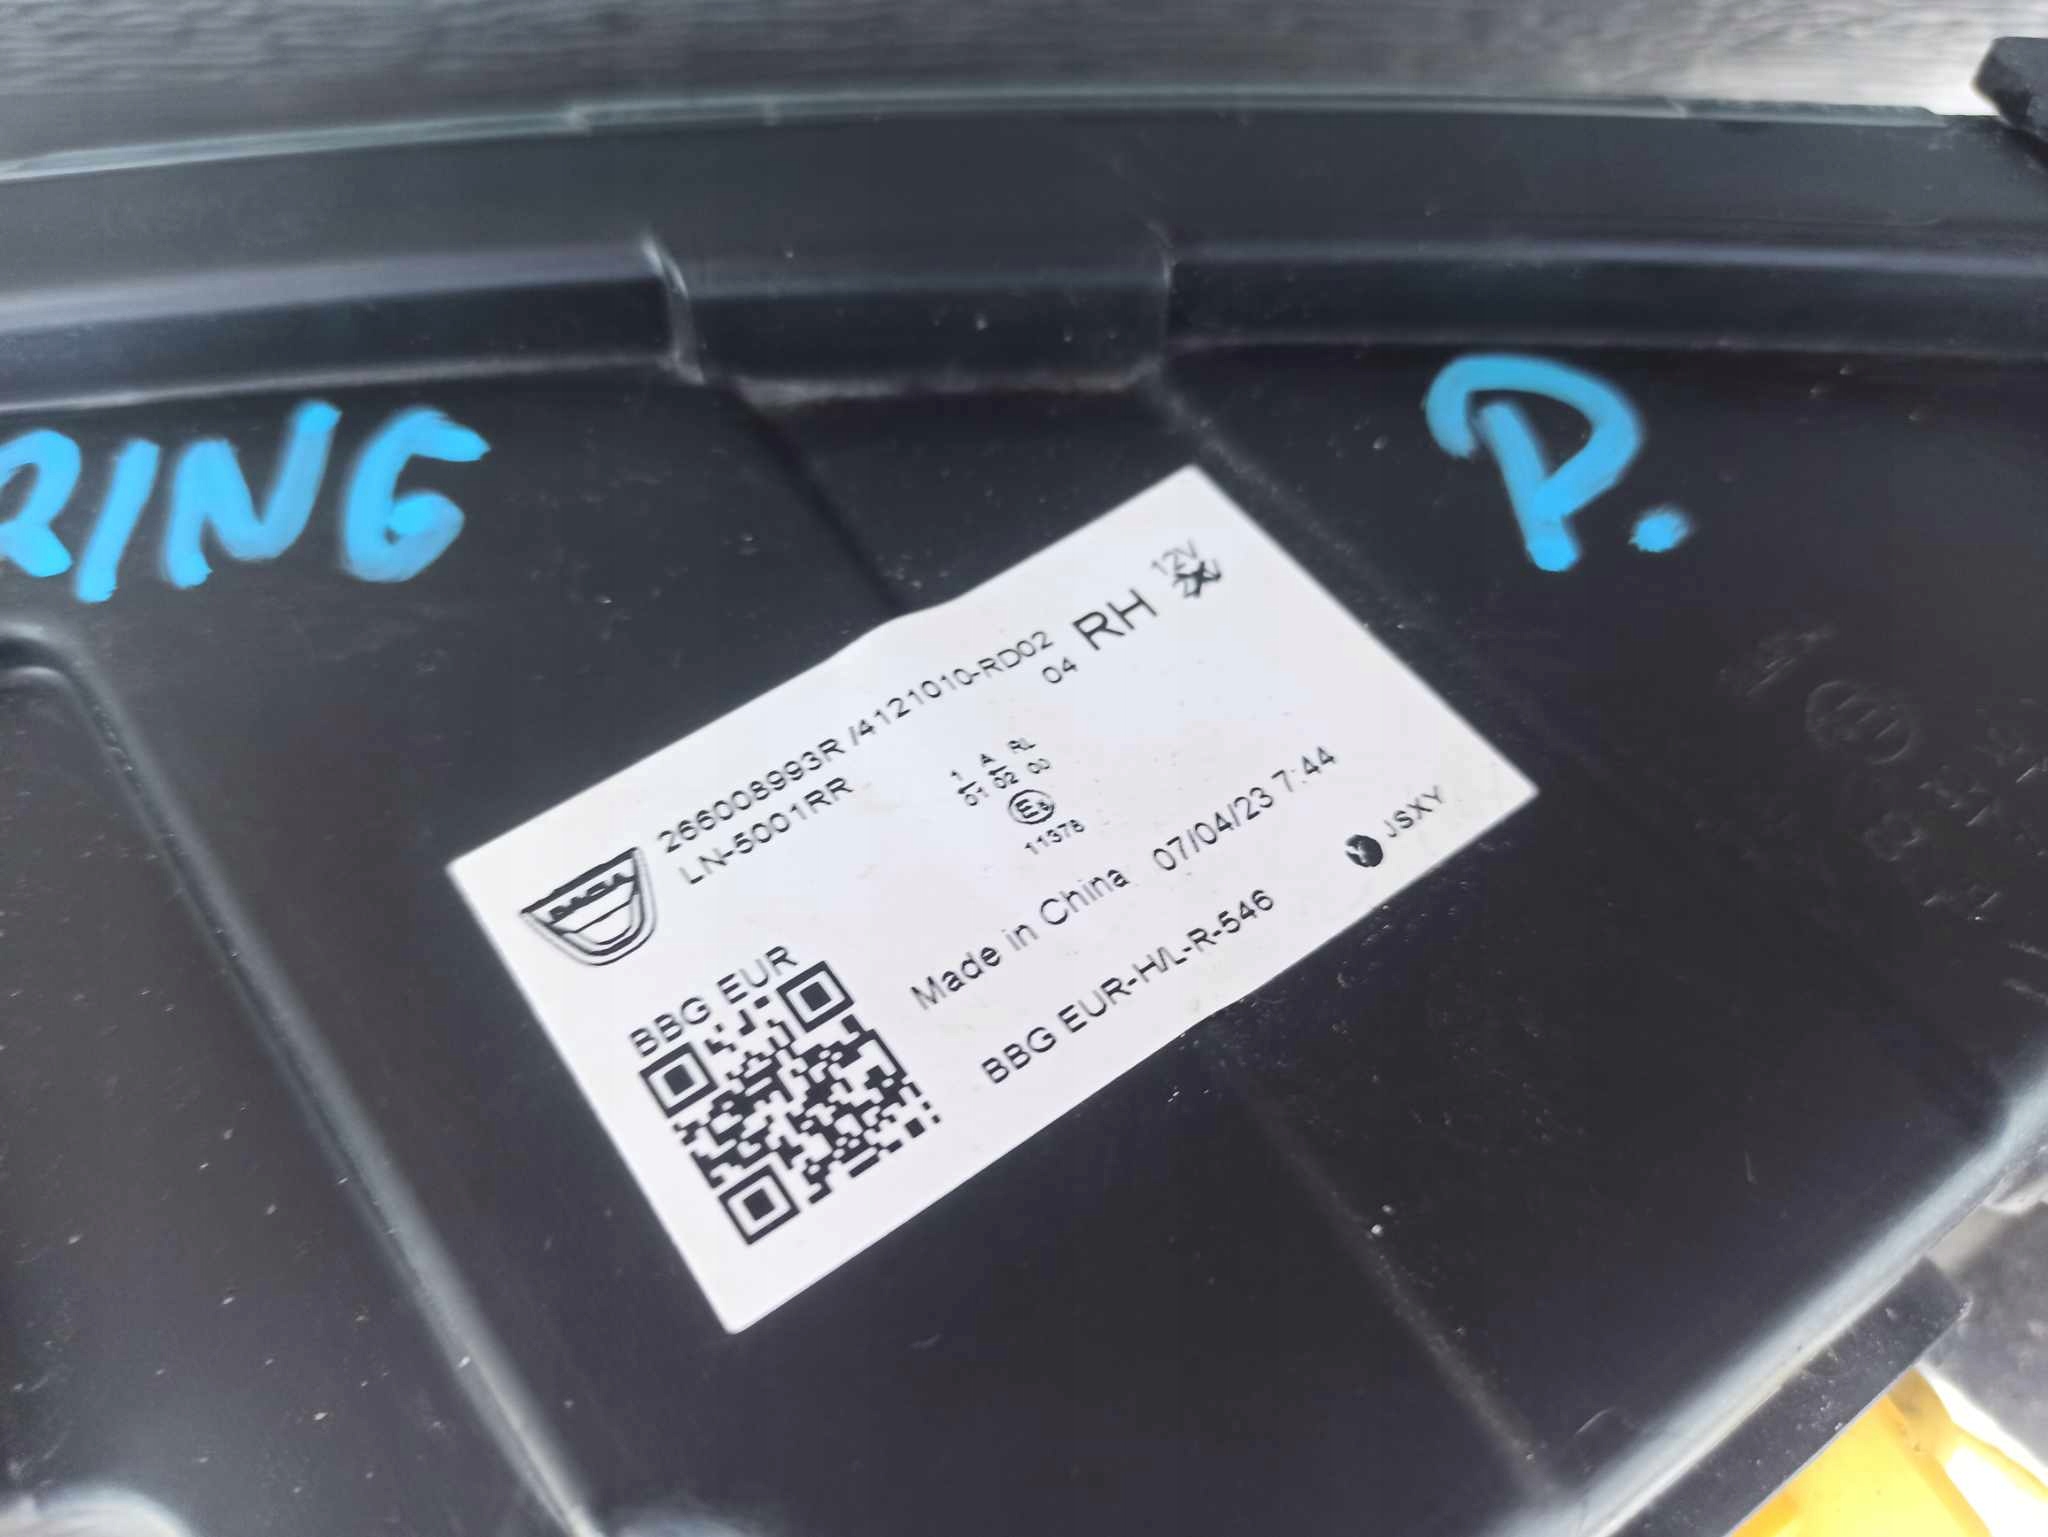 RING
P.
12V
RH
266008993R /4121010-RD02
04
LN-5001RR
1 A RL
01 02 00
11378
DACIA
Made in China 07/04/23 7:44
JSXY
BBG EUR
BBG EUR-H/L-R-546